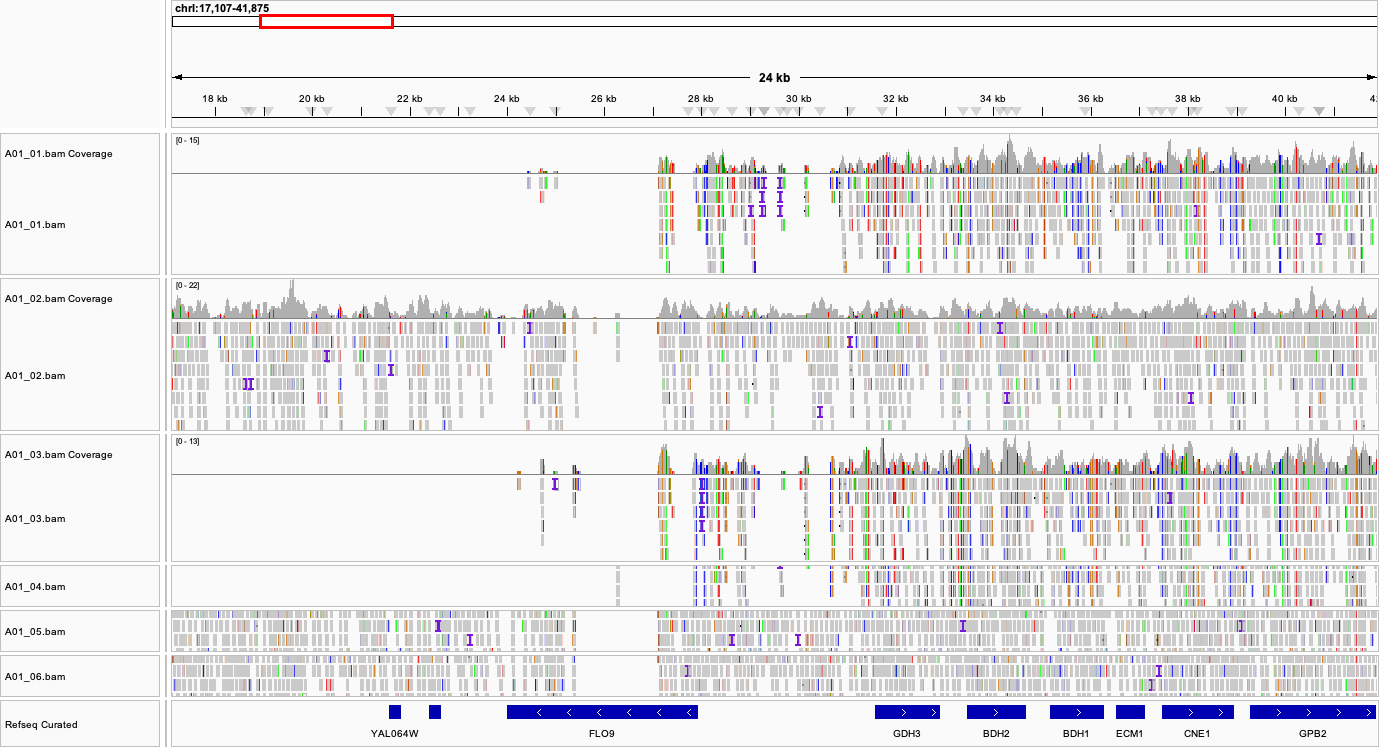 chrI:17,107-41,875
24 kb
18 kb 20 kb 22 kb 24 kb 26 kb 28 kb 30 kb 32 kb 34 kb 36 kb 38 kb 40 kb 42
A01_01.bam Coverage [0 - 15]
A01_01.bam
A01_02.bam Coverage [0 - 22]
A01_02.bam
A01_03.bam Coverage [0 - 13]
A01_03.bam
A01_04.bam
A01_05.bam
A01_06.bam
Refseq Curated
YAL064W FLO9 GDH3 BDH2 BDH1 ECM1 CNE1 GPB2